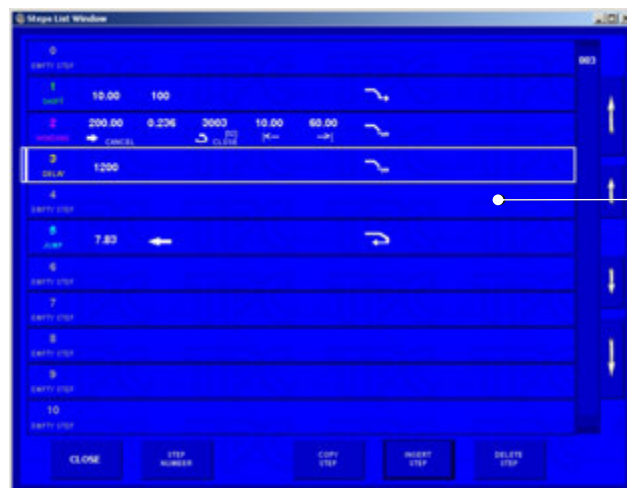 Steps List Window
0
EMPTY STEP
003
1
SHIFT
10.00 100
2
WINDING
200.00 0.236 3003 10.00 60.00
CANCEL
CLOSE
3
DELAY
1200
4
EMPTY STEP
5
JUMP
7.83
6
EMPTY STEP
7
EMPTY STEP
8
EMPTY STEP
9
EMPTY STEP
10
EMPTY STEP
CLOSE
STEP
NUMBER
COPY
STEP
INSERT
STEP
DELETE
STEP